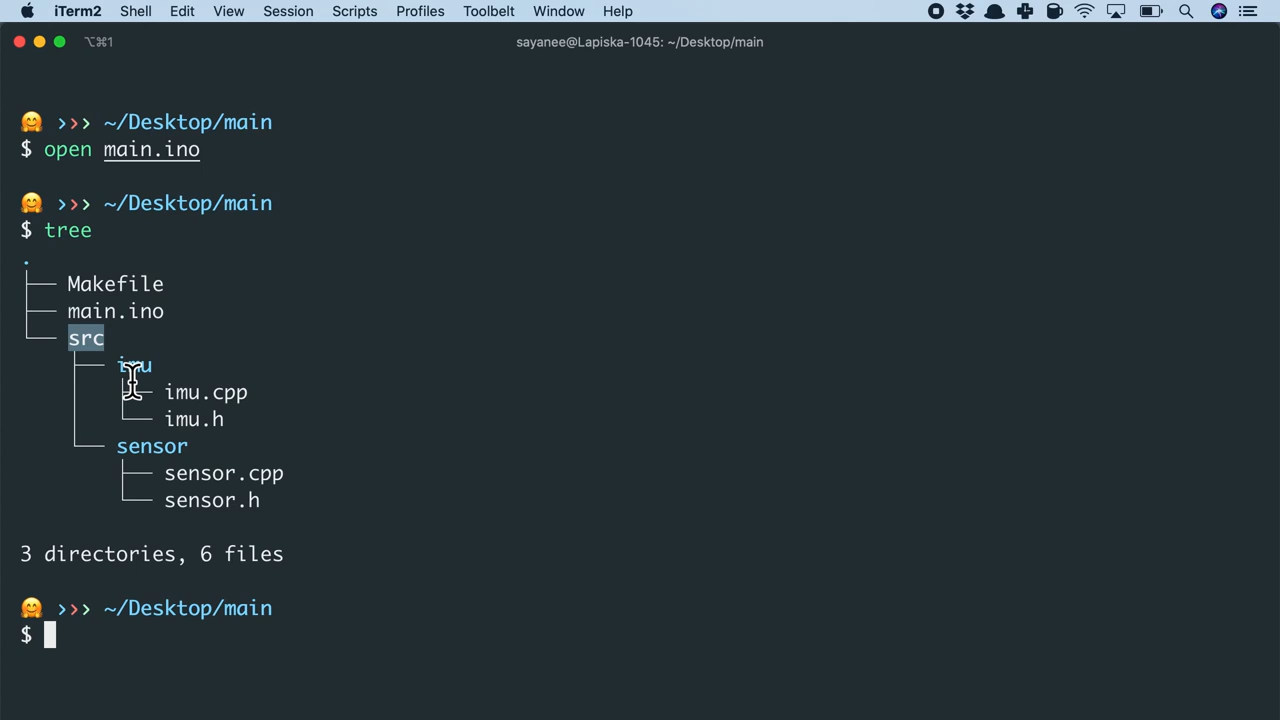 iTerm2 Shell Edit View Session Scripts Profiles Toolbelt Window Help
⌥⌘1 sayanee@Lapiska-1045: ~/Desktop/main
🤗 ››› ~/Desktop/main
$ open main.ino
🤗 ››› ~/Desktop/main
$ tree
.
├── Makefile
├── main.ino
└── src
    ├── imu
    │   ├── imu.cpp
    │   └── imu.h
    └── sensor
        ├── sensor.cpp
        └── sensor.h
3 directories, 6 files
🤗 ››› ~/Desktop/main
$